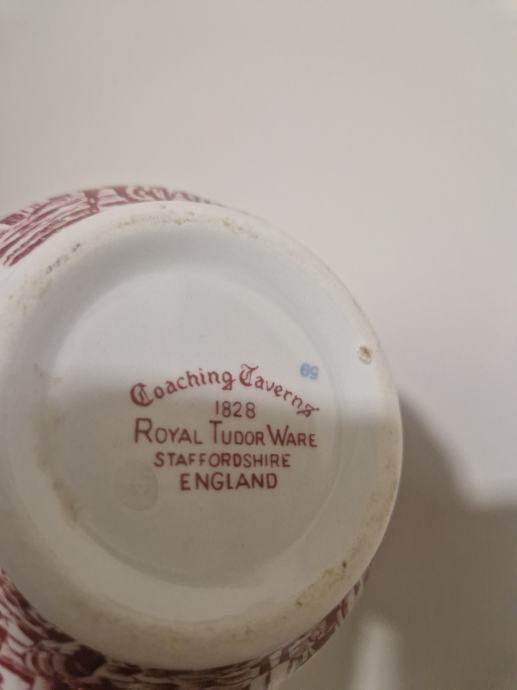 Coaching Taverns
1828
ROYAL TUDOR WARE
STAFFORDSHIRE
ENGLAND